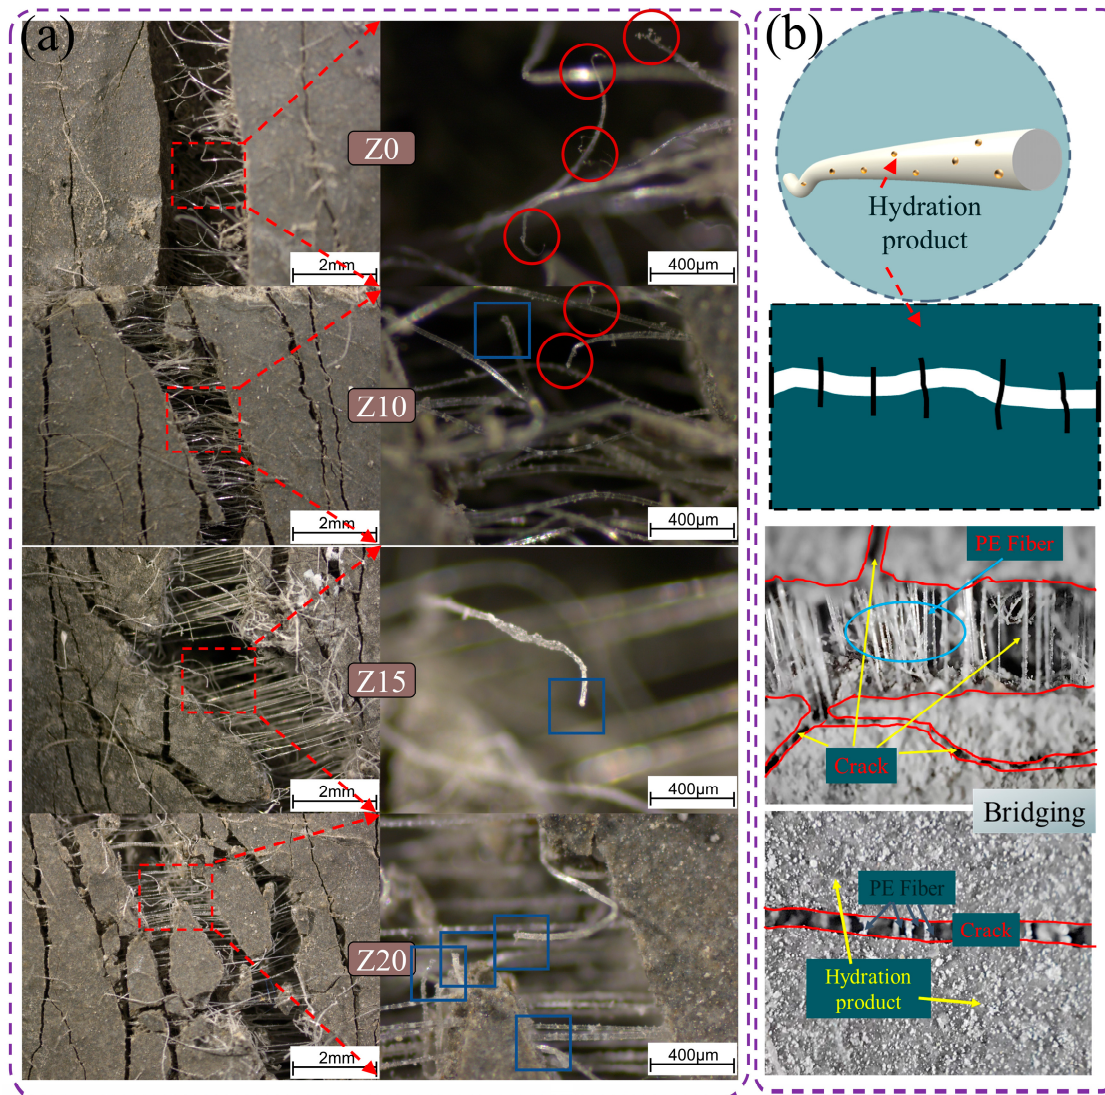 (a)
Z0
2mm
400μm
Z10
2mm
400μm
Z15
2mm
400μm
Z20
2mm
400μm
(b)
Hydration
product
PE Fiber
Crack
Bridging
PE Fiber
Crack
Hydration
product